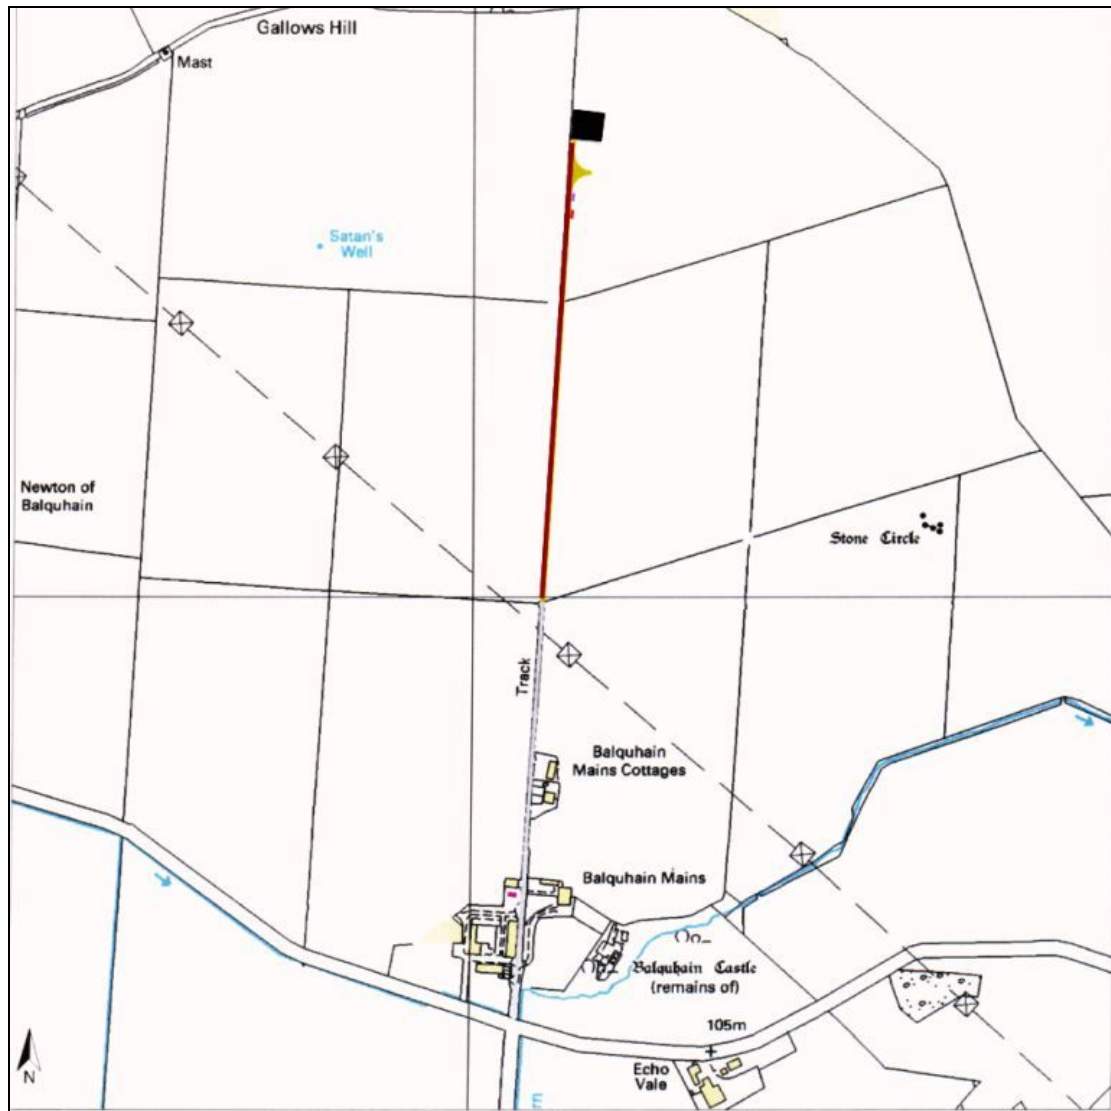 Gallows Hill
Mast
Satan's
Well
Newton of
Balquhain
Stone Circle
Track
Balquhain
Mains Cottages
Balquhain Mains
Balquhain Castle
(remains of)
105m
Echo
Vale
N